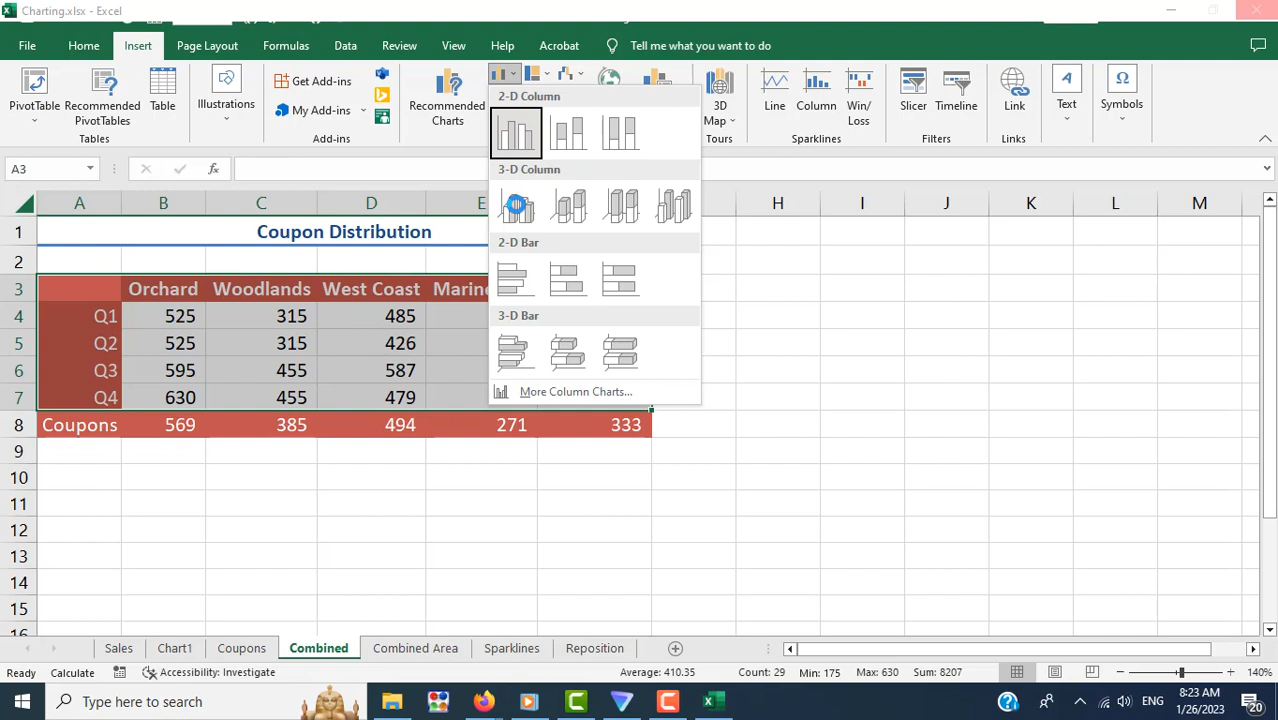 Charting.xlsx - Excel
File Home Insert Page Layout Formulas Data Review View Help Acrobat Tell me what you want to do
PivotTable
Recommended PivotTables
Table
Tables
Illustrations
Get Add-ins
My Add-ins
Add-ins
Recommended Charts
3D Map
Tours
Line
Column
Win/Loss
Sparklines
Slicer
Timeline
Filters
Link
Links
Text
Symbols
2-D Column
3-D Column
2-D Bar
3-D Bar
More Column Charts...
A3 fx
A B C D E H I J K L M
1 Coupon Distribution
2
3 Orchard Woodlands West Coast
4 Q1 525 315 485
5 Q2 525 315 426
6 Q3 595 455 587
7 Q4 630 455 479
8 Coupons 569 385 494 271 333
9
10
11
12
13
14
15
16
Sales Chart1 Coupons Combined Combined Area Sparklines Reposition
Ready Calculate Accessibility: Investigate Average: 410.35 Count: 29 Min: 175 Max: 630 Sum: 8207 140%
Type here to search
ENG
8:23 AM
1/26/2023
20